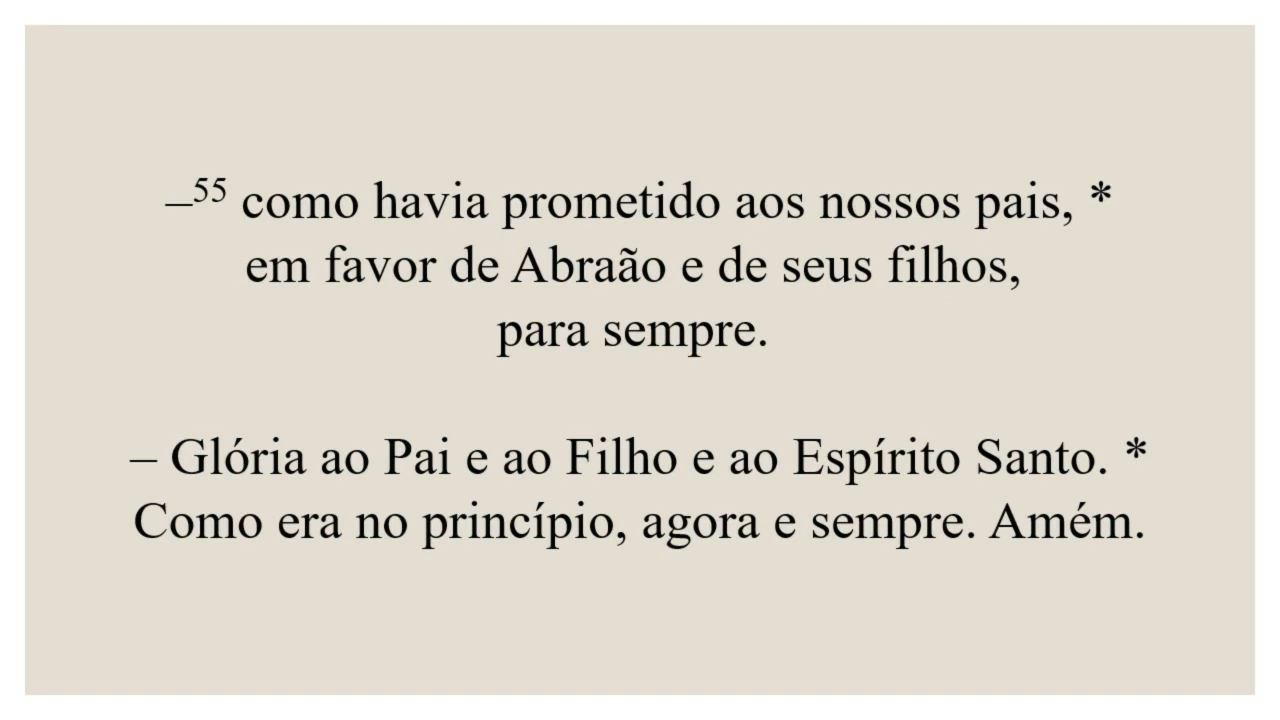 –⁵⁵ como havia prometido aos nossos pais, *
em favor de Abraão e de seus filhos,
para sempre.
– Glória ao Pai e ao Filho e ao Espírito Santo. *
Como era no princípio, agora e sempre. Amém.